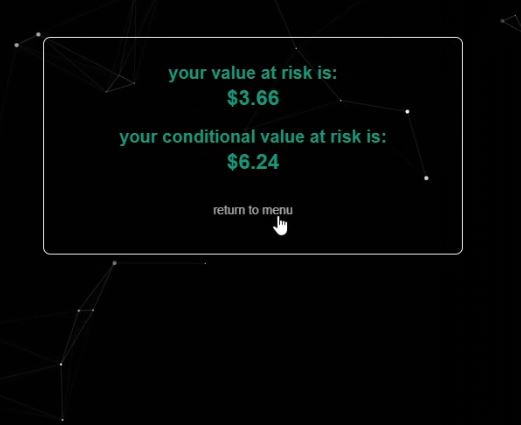 your value at risk is:
$3.66
your conditional value at risk is:
$6.24
return to menu